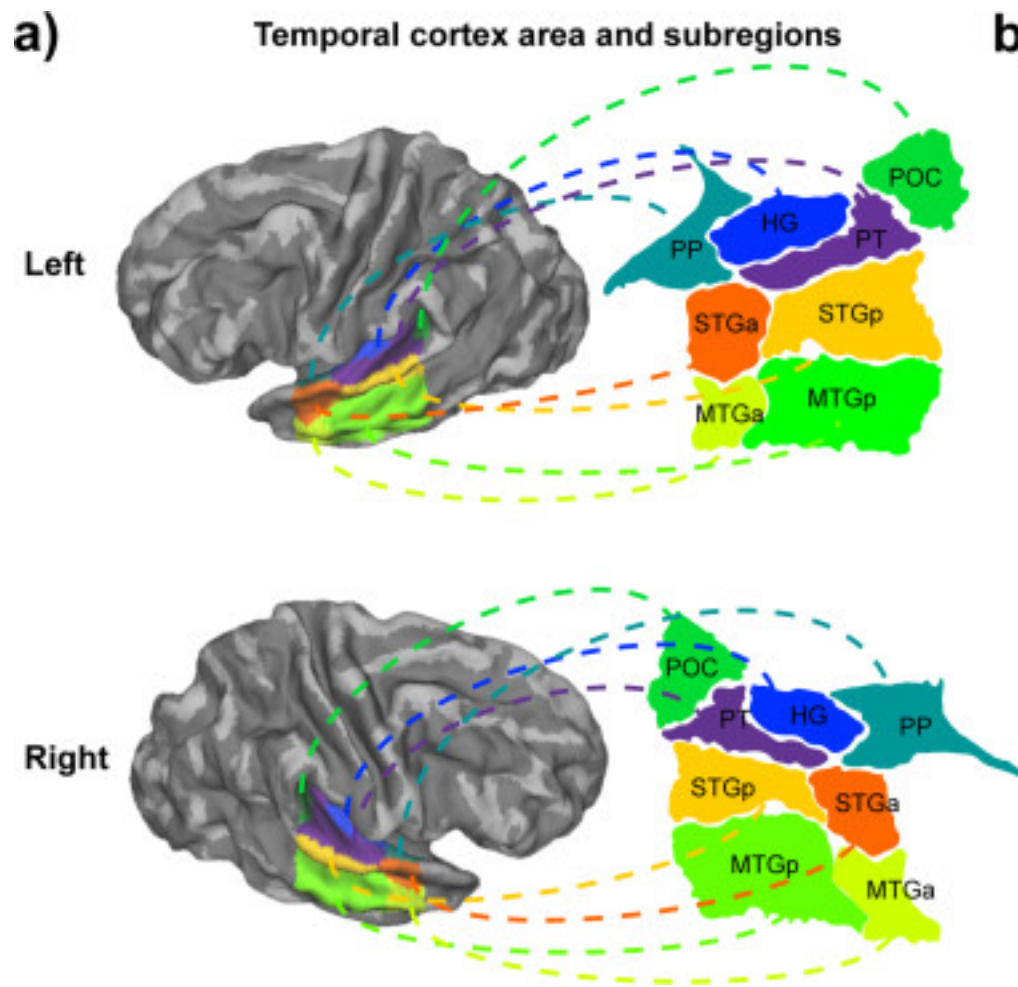 a) Temporal cortex area and subregions b
Left
POC
HG
PT
PP
STGa
STGp
MTGa
MTGp
Right
POC
PT
HG
PP
STGp
STGa
MTGp
MTGa